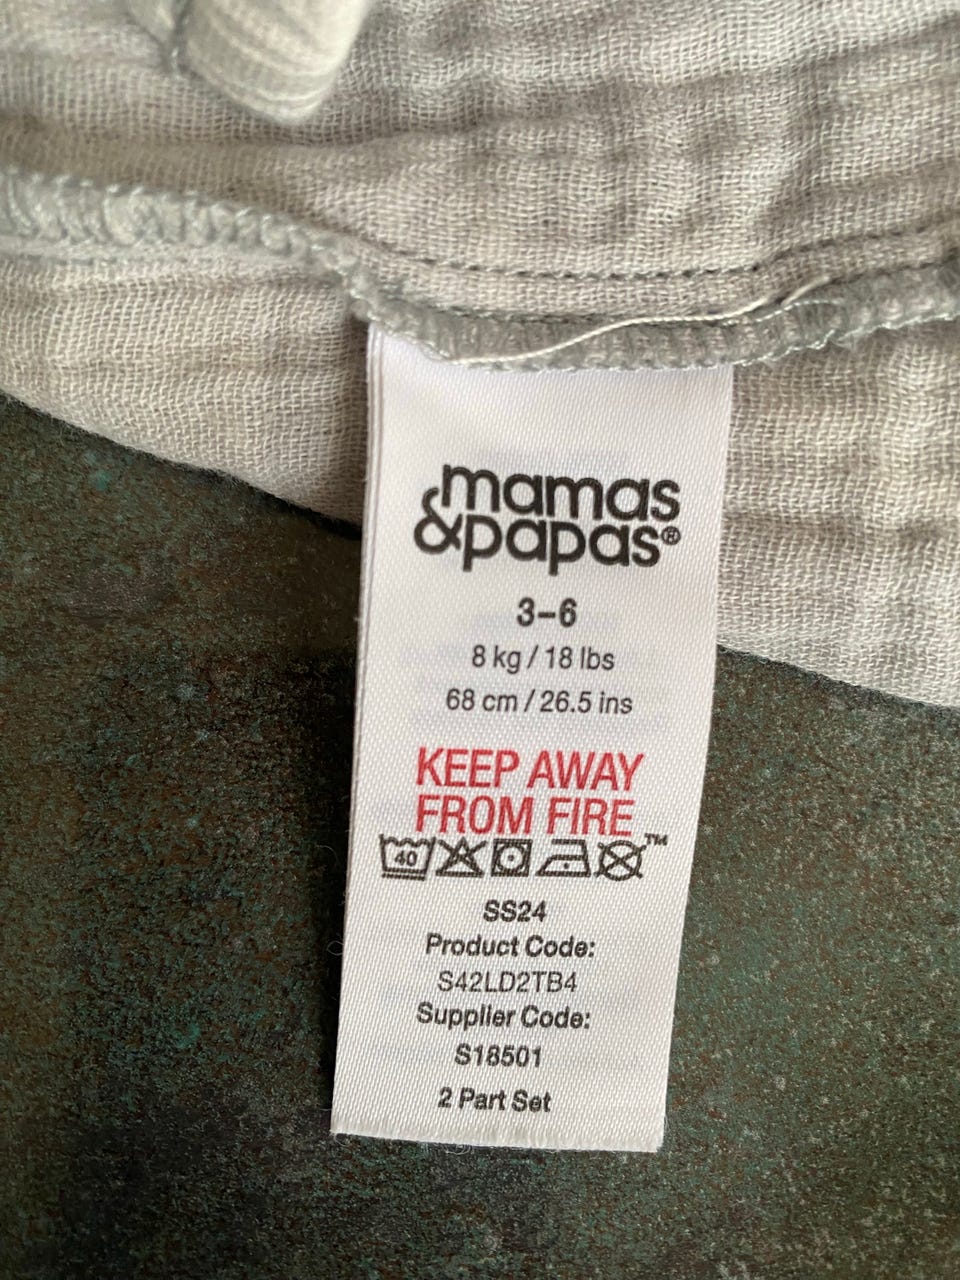 mamas
&papas®
3-6
8 kg / 18 lbs
68 cm / 26.5 ins
KEEP AWAY
FROM FIRE
40 ™
SS24
Product Code:
S42LD2TB4
Supplier Code:
S18501
2 Part Set